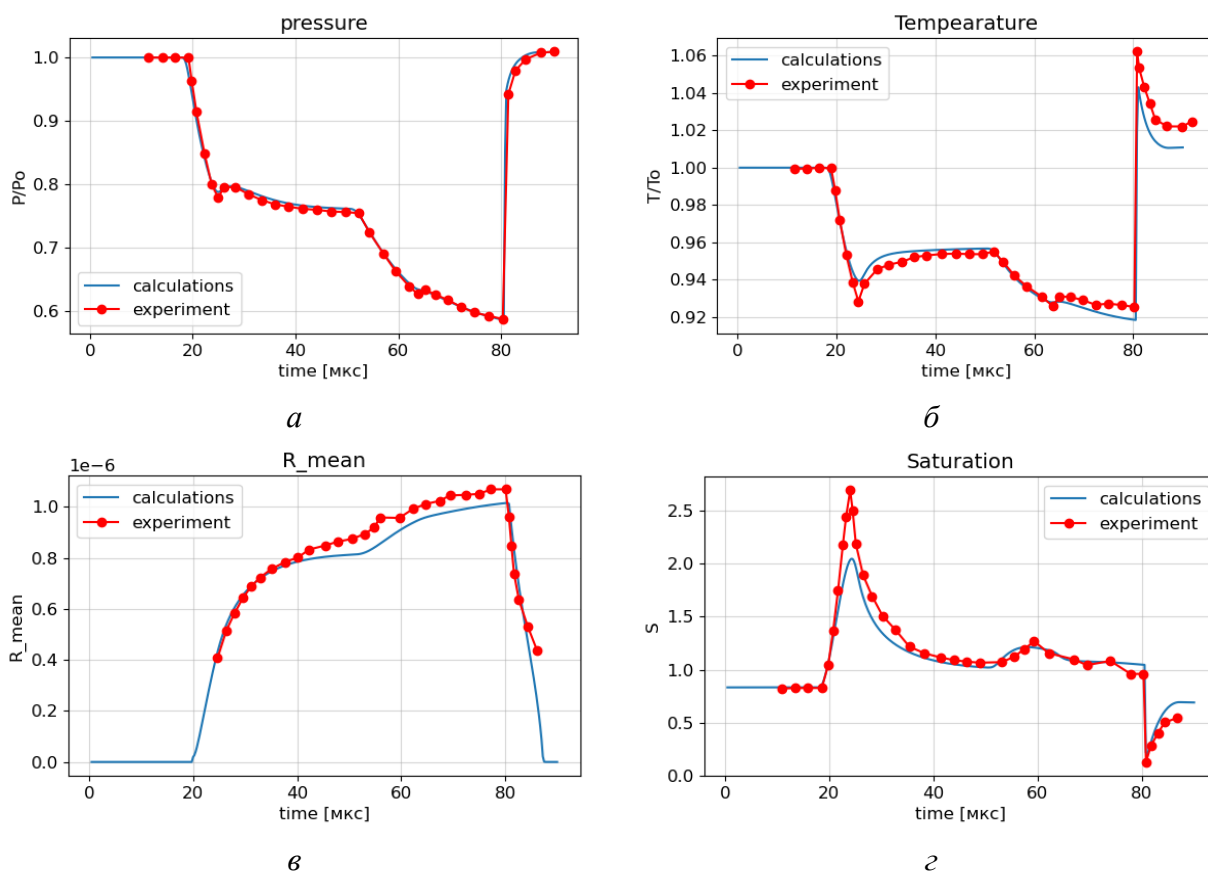 pressure
1.0
0.9
0.8
0.7
0.6
P/Po
calculations
experiment
0 20 40 60 80
time [мкс]
а
Tempearature
1.06
1.04
1.02
1.00
0.98
0.96
0.94
0.92
T/To
calculations
experiment
0 20 40 60 80
time [мкс]
б
1e−6
R_mean
1.0
0.8
0.6
0.4
0.2
0.0
R_mean
calculations
experiment
0 20 40 60 80
time [мкс]
в
Saturation
2.5
2.0
1.5
1.0
0.5
0.0
S
calculations
experiment
0 20 40 60 80
time [мкс]
г